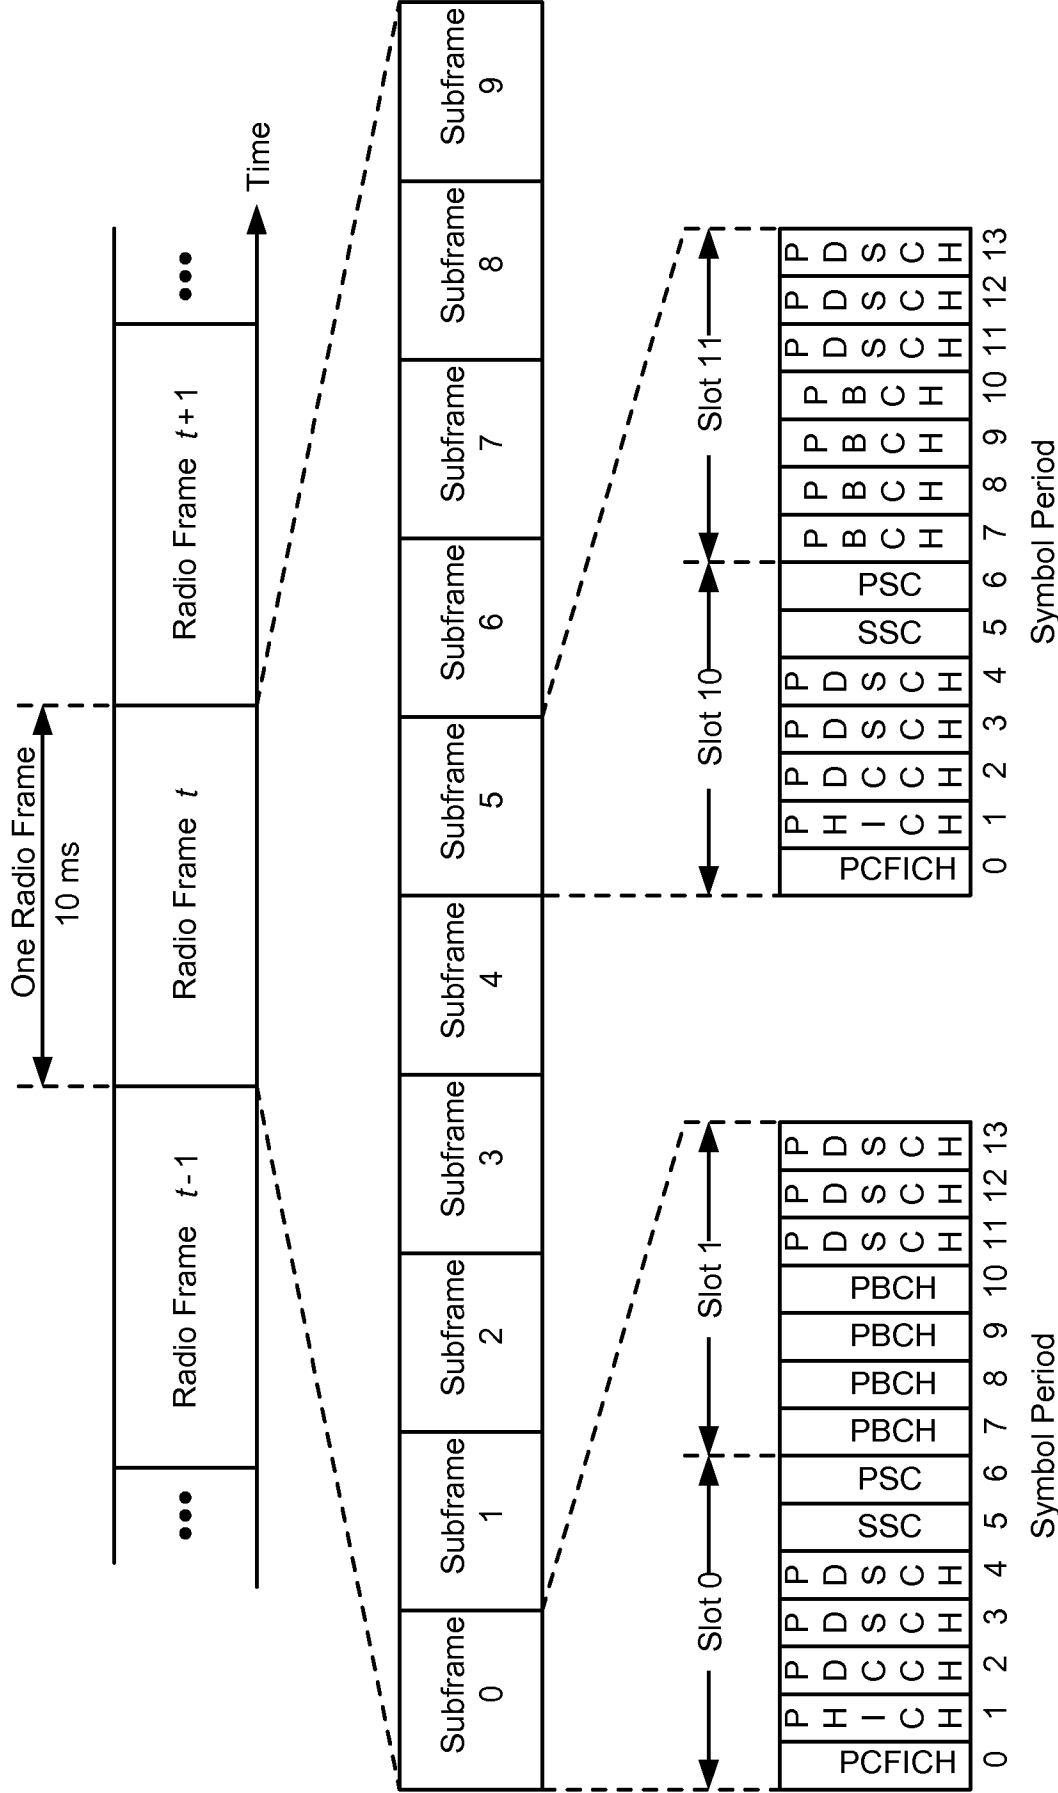 One Radio Frame
10 ms
Radio Frame t-1
Radio Frame t
Radio Frame t+1
Time
Subframe
0
Subframe
1
Subframe
2
Subframe
3
Subframe
4
Subframe
5
Subframe
6
Subframe
7
Subframe
8
Subframe
9
Slot 0
Slot 1
PCFICH
PHICH
PDCCH
PDSCH
PDSCH
SSC
PSC
PBCH
PBCH
PBCH
PBCH
PDSCH
PDSCH
PDSCH
0 1 2 3 4 5 6 7 8 9 10 11 12 13
Symbol Period
Slot 10
Slot 11
PCFICH
PHICH
PDCCH
PDSCH
PDSCH
SSC
PSC
PBCH
PBCH
PBCH
PBCH
PDSCH
PDSCH
PDSCH
0 1 2 3 4 5 6 7 8 9 10 11 12 13
Symbol Period